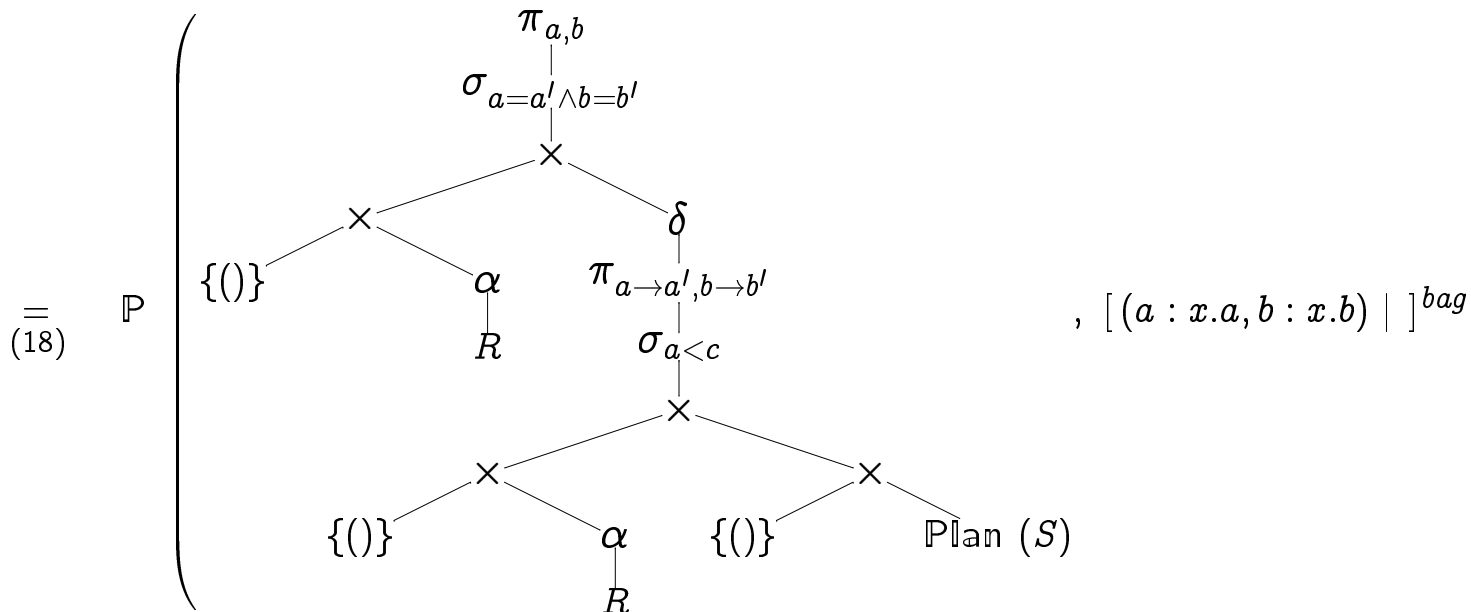 π_{a,b}
σ_{a=a′∧b=b′}
×
× δ
{()} α π_{a→a′,b→b′}
= (18) ℙ ( , [ (a : x.a, b : x.b) | ]^{bag}
R σ_{a<c}
×
× ×
{()} α {()} ℙlan (S)
R